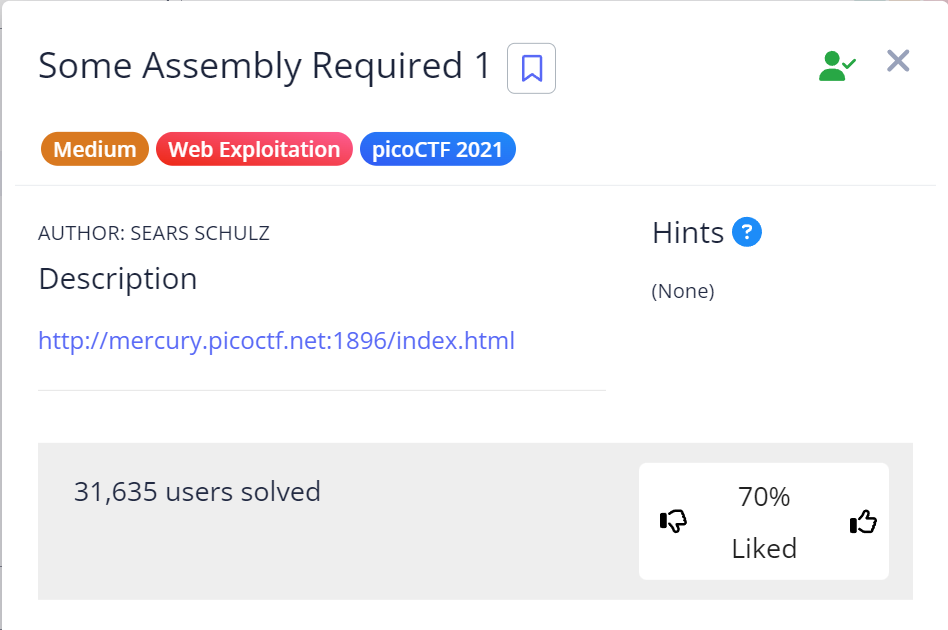 Some Assembly Required 1
Medium Web Exploitation picoCTF 2021
AUTHOR: SEARS SCHULZ
Description
http://mercury.picoctf.net:1896/index.html
Hints ?
(None)
31,635 users solved
70%
Liked